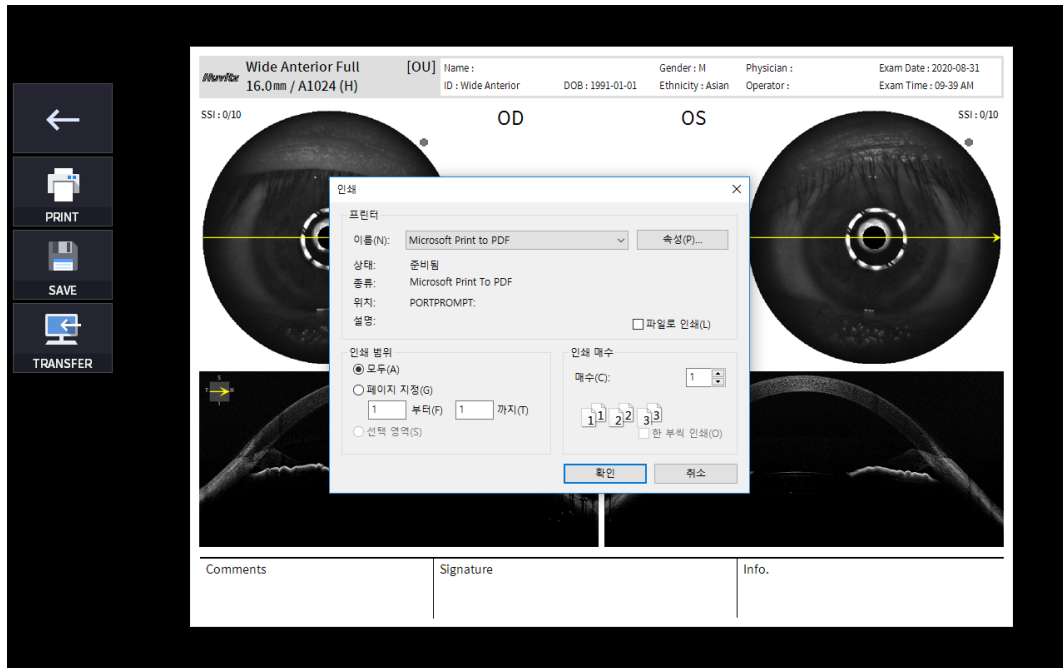 Huvitz
Wide Anterior Full [OU]
16.0mm / A1024 (H)
Name :
ID : Wide Anterior
DOB : 1991-01-01
Gender : M
Ethnicity : Asian
Physician :
Operator :
Exam Date : 2020-08-31
Exam Time : 09-39 AM
SSI : 0/10
OD
OS
SSI : 0/10
PRINT
SAVE
TRANSFER
인쇄
프린터
이름(N): Microsoft Print to PDF 속성(P)...
상태: 준비됨
종류: Microsoft Print To PDF
위치: PORTPROMPT:
설명:
파일로 인쇄(L)
인쇄 범위
모두(A)
페이지 지정(G)
1 부터(F) 1 까지(T)
선택 영역(S)
인쇄 매수
매수(C): 1
1 1 2 2 3 3
한 부씩 인쇄(O)
확인 취소
S
T N
I
Comments
Signature
Info.